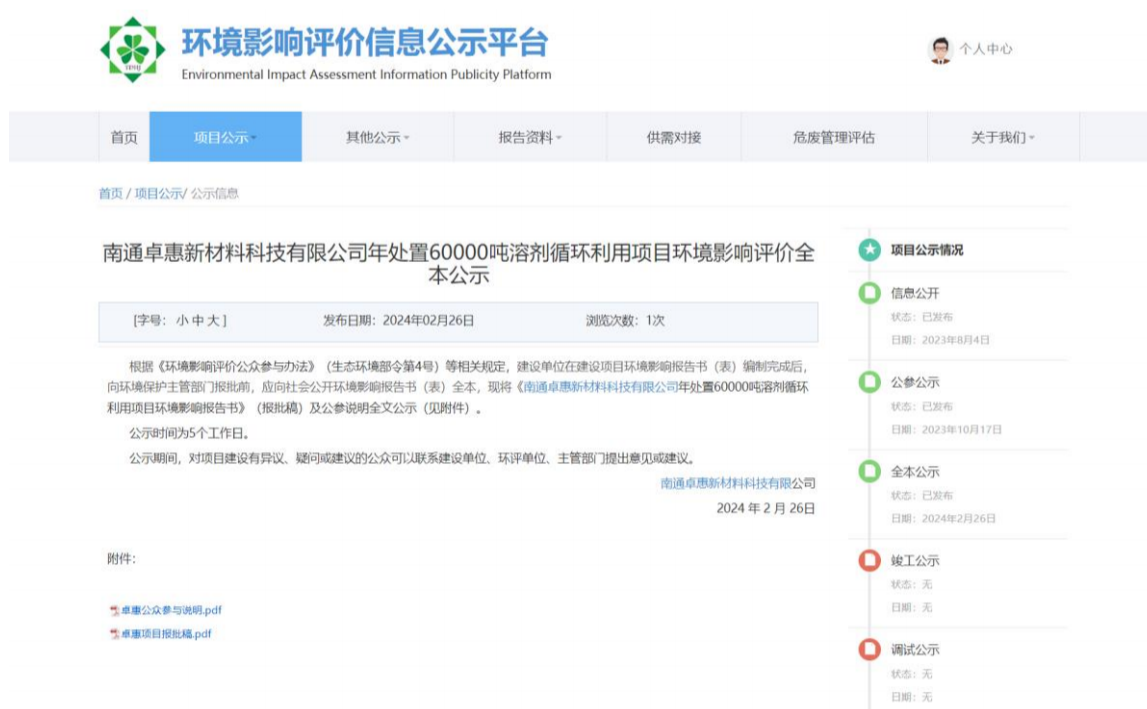 环境影响评价信息公示平台
Environmental Impact Assessment Information Publicity Platform
个人中心
首页 项目公示 其他公示 报告资料 供需对接 危废管理评估 关于我们
首页 / 项目公示/ 公示信息
南通卓惠新材料科技有限公司年处置60000吨溶剂循环利用项目环境影响评价全
本公示
[字号: 小 中 大] 发布日期: 2024年02月26日 浏览次数: 1次
根据《环境影响评价公众参与办法》（生态环境部令第4号）等相关规定，建设单位在建设项目环境影响报告书（表）编制完成后，
向环境保护主管部门报批前，应向社会公开环境影响报告书（表）全本，现将《南通卓惠新材料科技有限公司年处置60000吨溶剂循环
利用项目环境影响报告书》（报批稿）及公参说明全文公示（见附件）。
公示时间为5个工作日。
公示期间，对项目建设有异议、疑问或建议的公众可以联系建设单位、环评单位、主管部门提出意见或建议。
南通卓惠新材料科技有限公司
2024 年 2 月 26日
附件:
卓惠公众参与说明.pdf
卓惠项目报批稿.pdf
项目公示情况
信息公开
状态: 已发布
日期: 2023年8月4日
公参公示
状态: 已发布
日期: 2023年10月17日
全本公示
状态: 已发布
日期: 2024年2月26日
竣工公示
状态: 无
日期: 无
调试公示
状态: 无
日期: 无